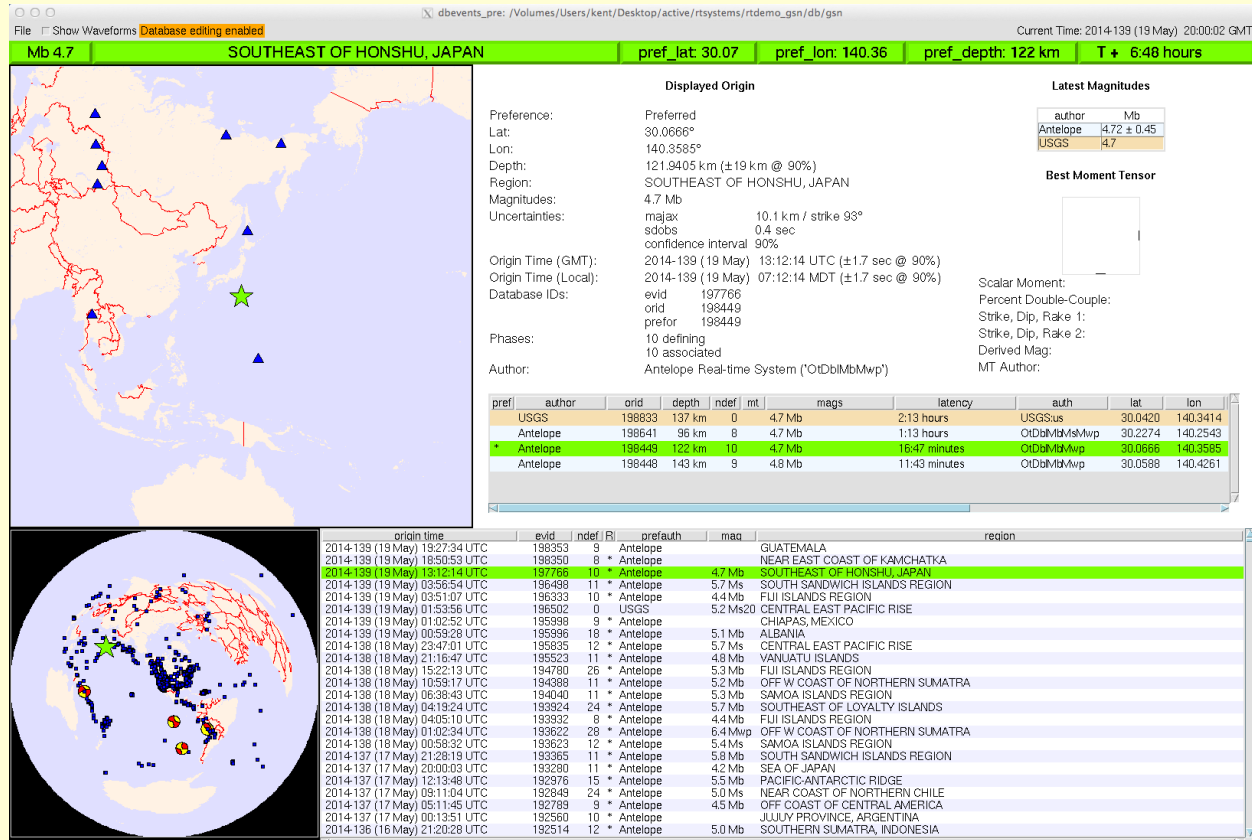 dbevents_pre: /Volumes/Users/kent/Desktop/active/rtsystems/rtdemo_gsn/db/gsn
File Show Waveforms Database editing enabled Current Time: 2014-139 (19 May) 20:00:02 GMT
Mb 4.7 SOUTHEAST OF HONSHU, JAPAN pref_lat: 30.07 pref_lon: 140.36 pref_depth: 122 km T + 6:48 hours
Displayed Origin
Preference: Preferred
Lat: 30.0666°
Lon: 140.3585°
Depth: 121.9405 km (±19 km @ 90%)
Region: SOUTHEAST OF HONSHU, JAPAN
Magnitudes: 4.7 Mb
Uncertainties: majax 10.1 km / strike 93°
sdobs 0.4 sec
confidence interval 90%
Origin Time (GMT): 2014-139 (19 May) 13:12:14 UTC (±1.7 sec @ 90%)
Origin Time (Local): 2014-139 (19 May) 07:12:14 MDT (±1.7 sec @ 90%)
Database IDs: evid 197766
orid 198449
prefor 198449
Phases: 10 defining
10 associated
Author: Antelope Real-time System ("OtDblMbMwp")
Latest Magnitudes
author Mb
Antelope 4.72 ± 0.45
USGS 4.7
Best Moment Tensor
Scalar Moment:
Percent Double-Couple:
Strike, Dip, Rake 1:
Strike, Dip, Rake 2:
Derived Mag:
MT Author:
pref author orid depth ndef mt mags latency auth lat lon
USGS 198833 137 km 0 4.7 Mb 2:13 hours USGS:us 30.0420 140.3414
Antelope 198641 96 km 8 4.7 Mb 1:13 hours OtDblMbMsMwp 30.2274 140.2543
* Antelope 198449 122 km 10 4.7 Mb 16:47 minutes OtDblMbMwp 30.0666 140.3585
Antelope 198448 143 km 9 4.8 Mb 11:43 minutes OtDblMbMwp 30.0588 140.4261
origin time evid ndef R prefauth mag region
2014-139 (19 May) 19:27:34 UTC 198353 9 Antelope GUATEMALA
2014-139 (19 May) 18:50:53 UTC 198350 8 * Antelope NEAR EAST COAST OF KAMCHATKA
2014-139 (19 May) 13:12:14 UTC 197766 10 * Antelope 4.7 Mb SOUTHEAST OF HONSHU, JAPAN
2014-139 (19 May) 03:56:54 UTC 196498 11 * Antelope 5.7 Ms SOUTH SANDWICH ISLANDS REGION
2014-139 (19 May) 03:51:07 UTC 196333 10 * Antelope 4.4 Mb FIJI ISLANDS REGION
2014-139 (19 May) 01:53:56 UTC 196502 0 USGS 5.2 Ms20 CENTRAL EAST PACIFIC RISE
2014-139 (19 May) 01:02:52 UTC 195998 9 * Antelope CHIAPAS, MEXICO
2014-139 (19 May) 00:59:28 UTC 195996 18 * Antelope 5.1 Mb ALBANIA
2014-138 (18 May) 23:47:01 UTC 195835 12 * Antelope 5.7 Ms CENTRAL EAST PACIFIC RISE
2014-138 (18 May) 21:16:47 UTC 195523 11 * Antelope 4.8 Mb VANUATU ISLANDS
2014-138 (18 May) 15:22:13 UTC 194780 26 * Antelope 5.3 Mb FIJI ISLANDS REGION
2014-138 (18 May) 10:59:17 UTC 194388 11 * Antelope 5.2 Mb OFF W COAST OF NORTHERN SUMATRA
2014-138 (18 May) 06:38:43 UTC 194040 11 * Antelope 5.3 Mb SAMOA ISLANDS REGION
2014-138 (18 May) 04:19:24 UTC 193924 24 * Antelope 5.7 Mb SOUTHEAST OF LOYALTY ISLANDS
2014-138 (18 May) 04:05:10 UTC 193932 8 * Antelope 4.4 Mb FIJI ISLANDS REGION
2014-138 (18 May) 01:02:34 UTC 193622 28 * Antelope 6.4 Mwp OFF W COAST OF NORTHERN SUMATRA
2014-138 (18 May) 00:58:32 UTC 193623 12 * Antelope 5.4 Ms SAMOA ISLANDS REGION
2014-137 (17 May) 21:28:19 UTC 193365 11 * Antelope 5.8 Mb SOUTH SANDWICH ISLANDS REGION
2014-137 (17 May) 20:00:03 UTC 193280 11 * Antelope 4.2 Mb SEA OF JAPAN
2014-137 (17 May) 12:13:48 UTC 192976 15 * Antelope 5.5 Mb PACIFIC-ANTARCTIC RIDGE
2014-137 (17 May) 09:11:04 UTC 192849 24 * Antelope 5.0 Ms NEAR COAST OF NORTHERN CHILE
2014-137 (17 May) 05:11:45 UTC 192789 9 * Antelope 4.5 Mb OFF COAST OF CENTRAL AMERICA
2014-137 (17 May) 00:13:51 UTC 192560 10 * Antelope JUJUY PROVINCE, ARGENTINA
2014-136 (16 May) 21:20:28 UTC 192514 12 * Antelope 5.0 Mb SOUTHERN SUMATRA, INDONESIA